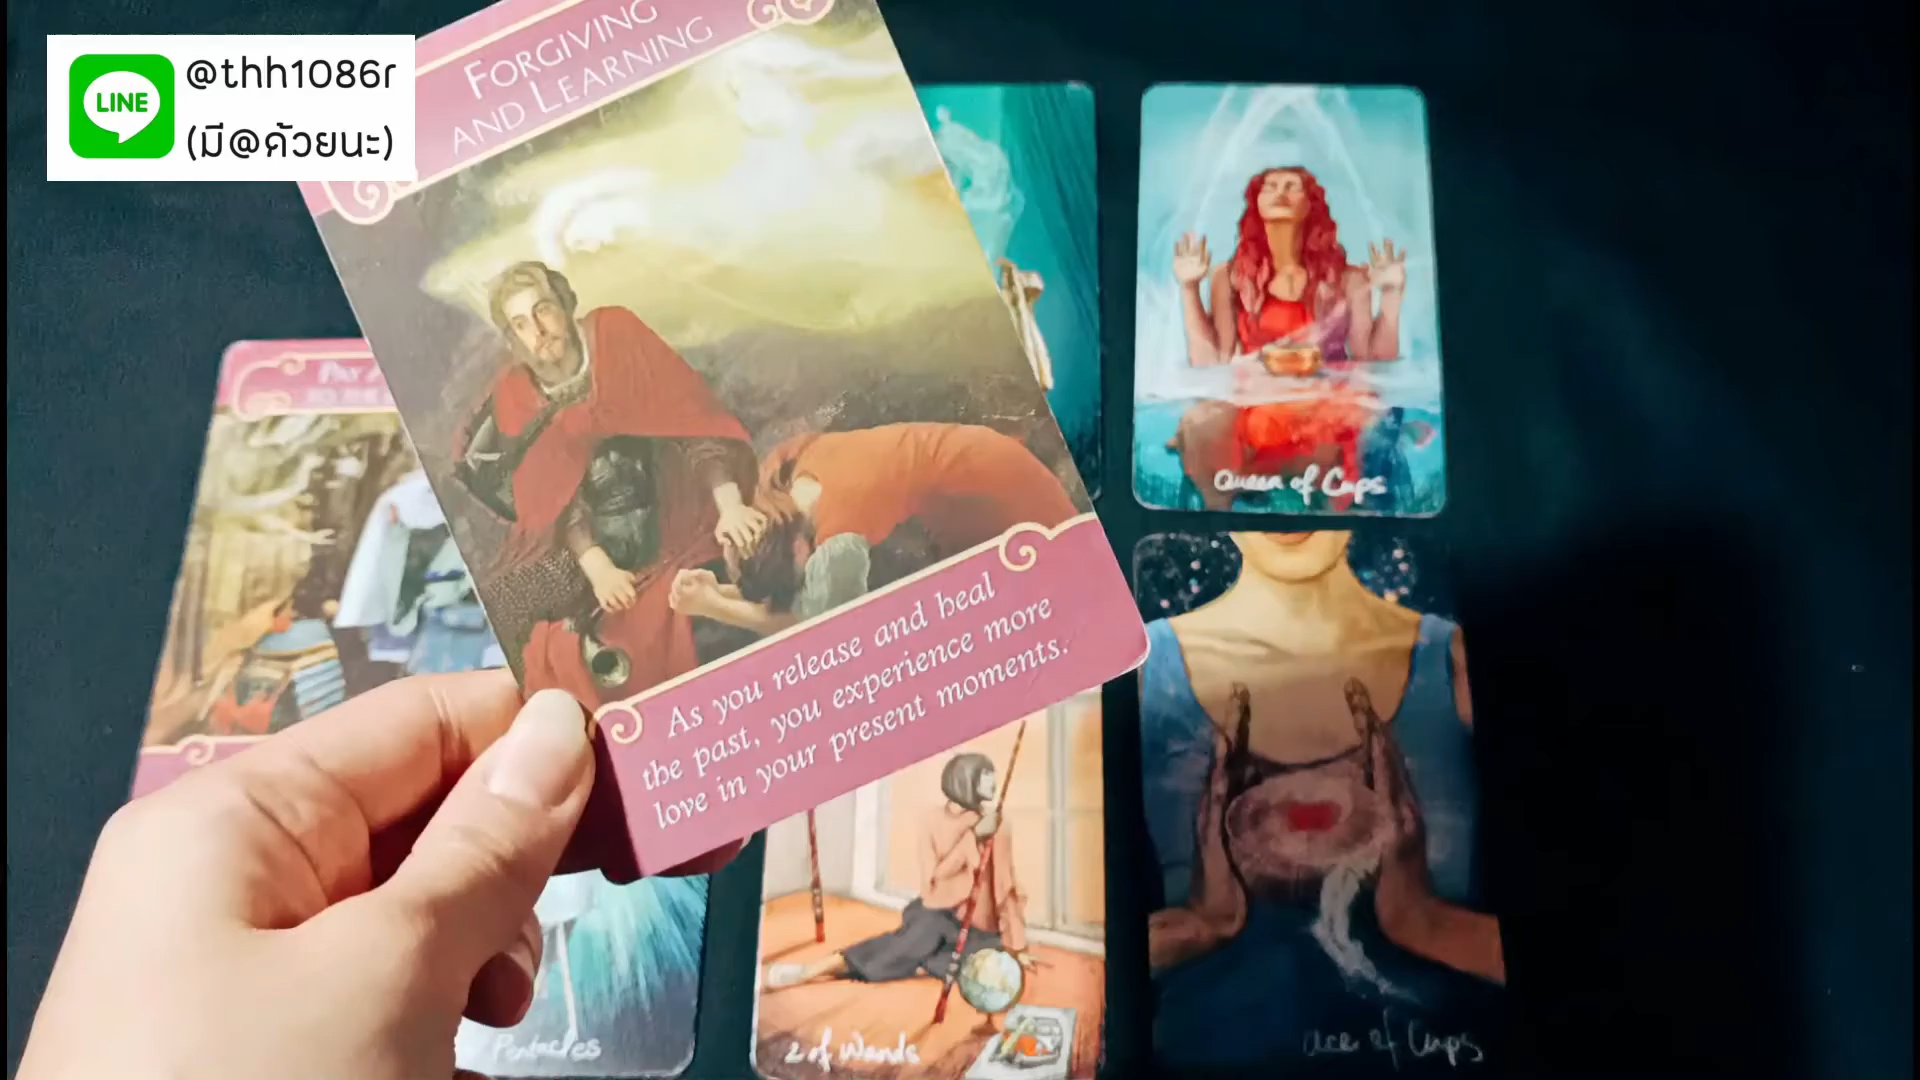 LINE
@thh1086r
(มี@ด้วยนะ)
FORGIVING
AND LEARNING
As you release and heal
the past, you experience more
love in your present moments.
PAY A
Queen of Cups
Pentacles
2 of Wands
ace of Cups